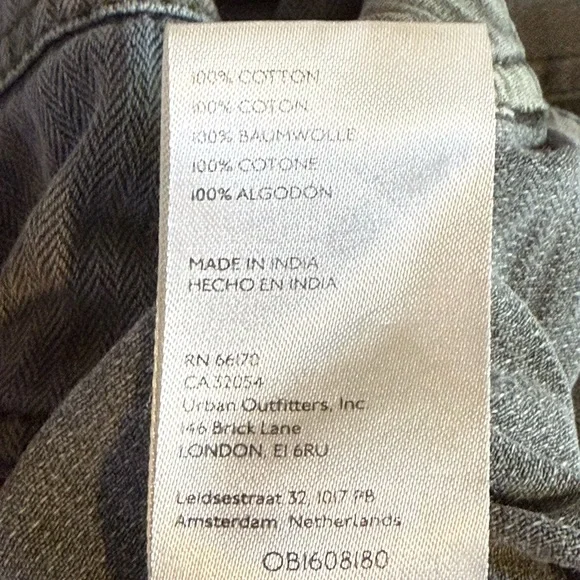 100% COTTON
100% COTON
100% BAUMWOLLE
100% COTONE
100% ALGODON
MADE IN INDIA
HECHO EN INDIA
RN 66170
CA 32054
Urban Outfitters, Inc.
146 Brick Lane
LONDON, E1 6RU
Leidsestraat 32, 1017 PB
Amsterdam, Netherlands
OB1608180